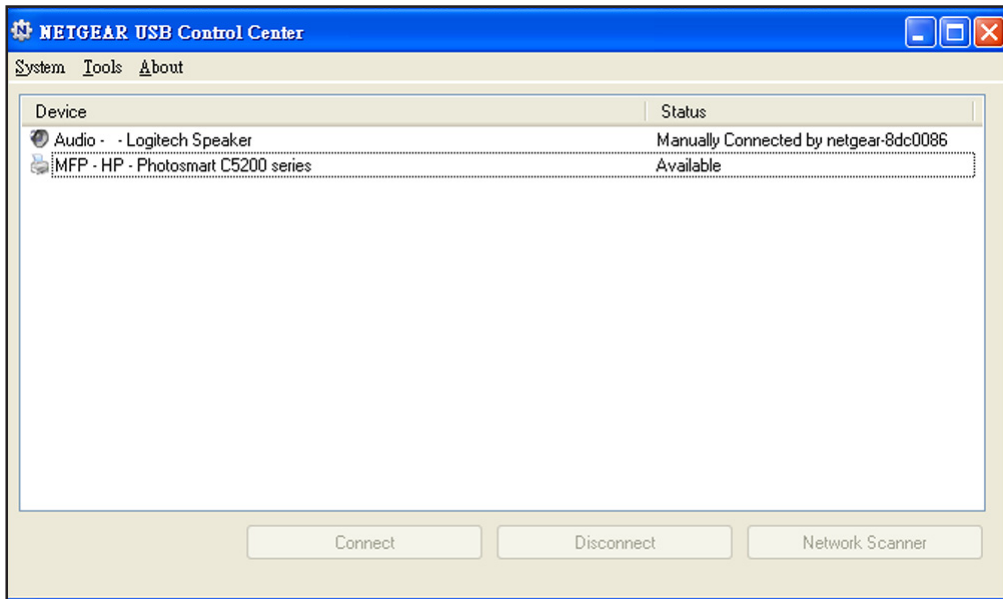 NETGEAR USB Control Center
System Tools About
Device Status
Audio - - Logitech Speaker Manually Connected by netgear-8dc0086
MFP - HP - Photosmart C5200 series Available
Connect Disconnect Network Scanner